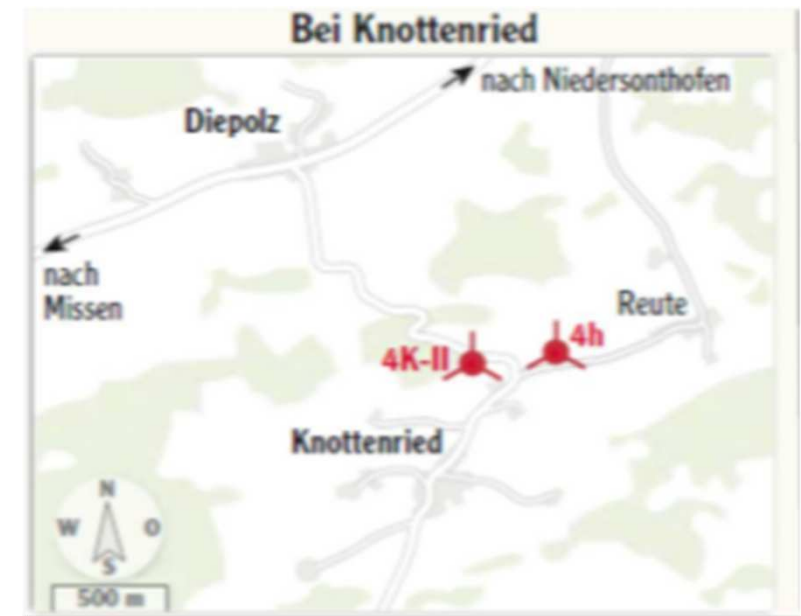 Bei Knottenried
nach Niedersonthofen
Diepolz
nach
Missen
Reute
4h
4K-II
Knottenried
N
W O
S
500 m